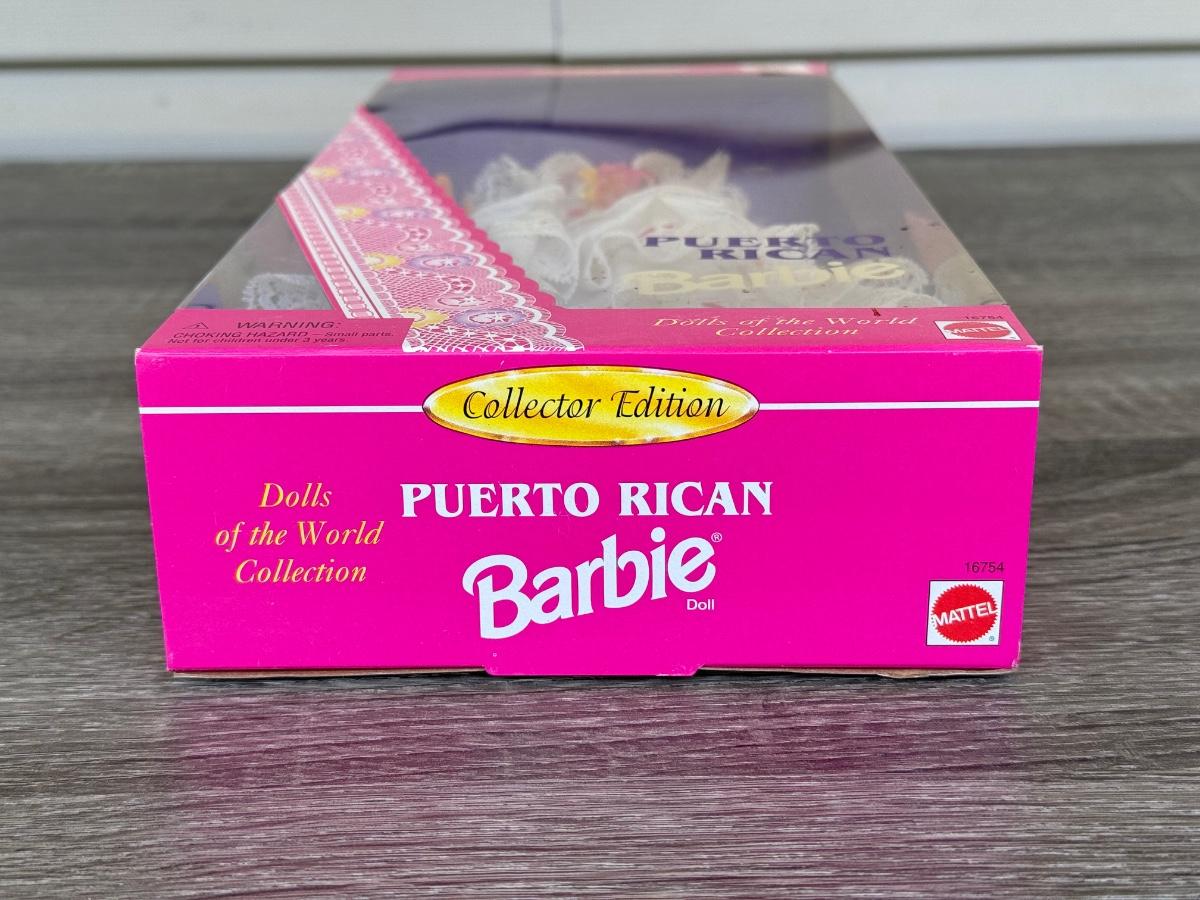 PUERTO
RICAN
Barbie
16754
⚠ WARNING:
CHOKING HAZARD – Small parts.
Not for children under 3 years.
Dolls of the World
Collection
MATTEL
Collector Edition
Dolls
of the World
Collection
PUERTO RICAN
Barbie®
Doll
16754
MATTEL
®